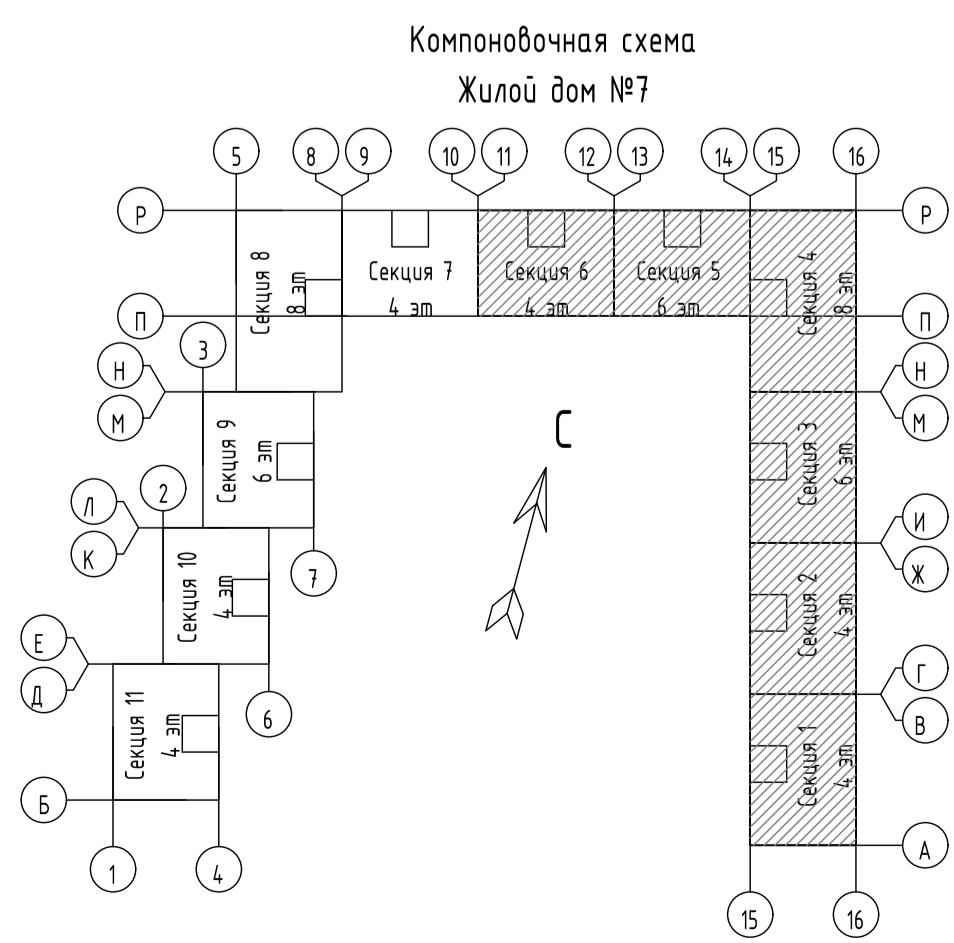 Компоновочная схема
Жилой дом №7
5
8
9
10
11
12
13
14
15
16
Р
Р
Секция 8
8 эт
Секция 7
4 эт
Секция 6
4 эт
Секция 5
6 эт
Секция 4
8 эт
П
П
3
Н
М
Н
М
С
Секция 9
6 эт
Секция 3
6 эт
2
Л
К
И
Ж
7
Секция 10
4 эт
Секция 2
4 эт
Е
Д
Г
В
6
Секция 11
4 эт
Секция 1
4 эт
Б
А
1
4
15
16